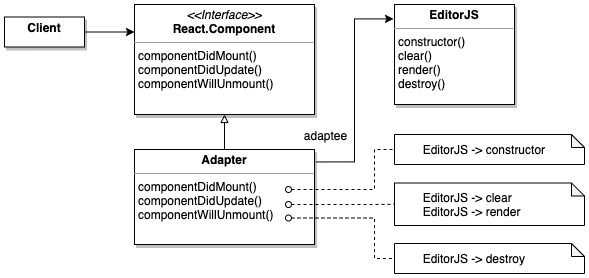 Client
<<Interface>>
React.Component
componentDidMount()
componentDidUpdate()
componentWillUnmount()
EditorJS
constructor()
clear()
render()
destroy()
adaptee
Adapter
componentDidMount()
componentDidUpdate()
componentWillUnmount()
EditorJS -> constructor
EditorJS -> clear
EditorJS -> render
EditorJS -> destroy